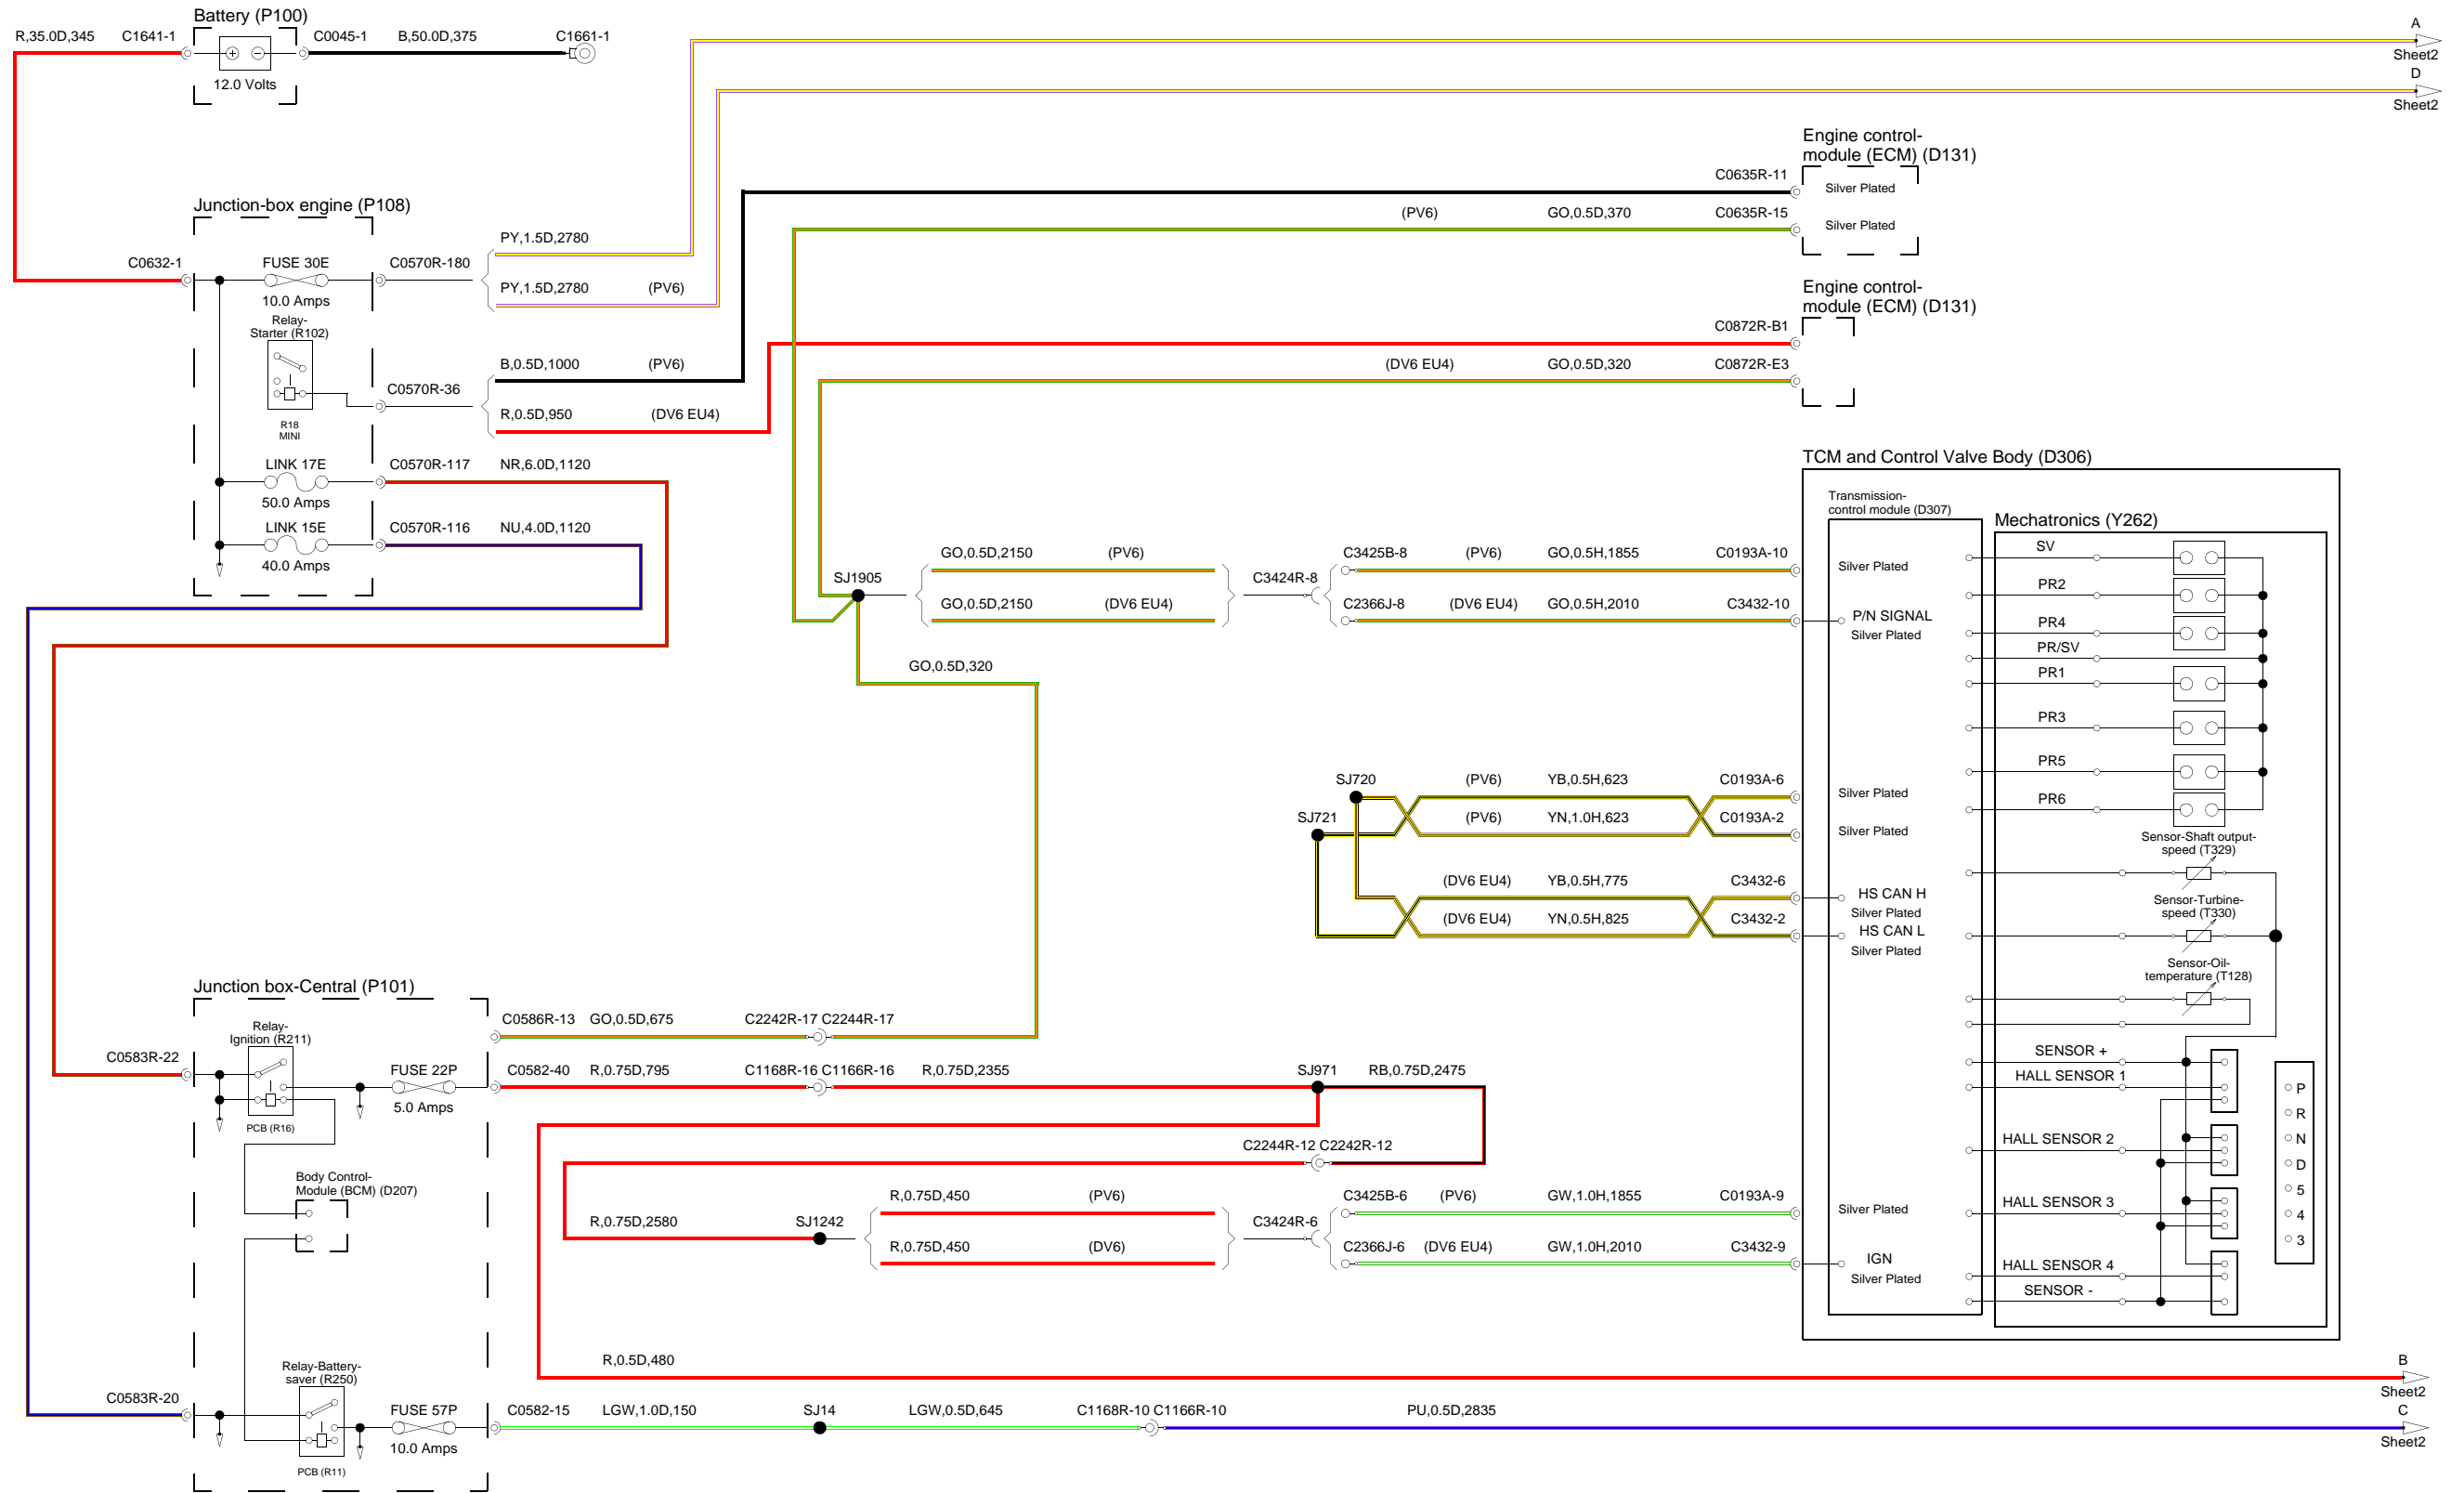 Battery (P100)
R,35.0D,345
C1641-1
C0045-1
B,50.0D,375
C1661-1
12.0 Volts
A
Sheet2
D
Sheet2
Engine control-
module (ECM) (D131)
C0635R-11
Silver Plated
(PV6)
GO,0.5D,370
C0635R-15
Silver Plated
Junction-box engine (P108)
C0632-1
FUSE 30E
10.0 Amps
C0570R-180
PY,1.5D,2780
PY,1.5D,2780
(PV6)
Relay-
Starter (R102)
R18
MINI
C0570R-36
B,0.5D,1000
(PV6)
R,0.5D,950
(DV6 EU4)
Engine control-
module (ECM) (D131)
C0872R-B1
(DV6 EU4)
GO,0.5D,320
C0872R-E3
LINK 17E
50.0 Amps
C0570R-117
NR,6.0D,1120
LINK 15E
40.0 Amps
C0570R-116
NU,4.0D,1120
TCM and Control Valve Body (D306)
Transmission-
control module (D307)
Mechatronics (Y262)
SJ1905
GO,0.5D,2150
(PV6)
GO,0.5D,2150
(DV6 EU4)
C3424R-8
C3425B-8
(PV6)
GO,0.5H,1855
C0193A-10
Silver Plated
C2366J-8
(DV6 EU4)
GO,0.5H,2010
C3432-10
P/N SIGNAL
Silver Plated
GO,0.5D,320
SV
PR2
PR4
PR/SV
PR1
PR3
PR5
PR6
SJ720
(PV6)
YB,0.5H,623
C0193A-6
Silver Plated
SJ721
(PV6)
YN,1.0H,623
C0193A-2
Silver Plated
(DV6 EU4)
YB,0.5H,775
C3432-6
HS CAN H
Silver Plated
(DV6 EU4)
YN,0.5H,825
C3432-2
HS CAN L
Silver Plated
Sensor-Shaft output-
speed (T329)
Sensor-Turbine-
speed (T330)
Sensor-Oil-
temperature (T128)
SENSOR +
HALL SENSOR 1
HALL SENSOR 2
HALL SENSOR 3
HALL SENSOR 4
SENSOR -
P
R
N
D
5
4
3
Junction box-Central (P101)
C0586R-13
GO,0.5D,675
C2242R-17 C2244R-17
Relay-
Ignition (R211)
C0583R-22
FUSE 22P
5.0 Amps
PCB (R16)
C0582-40
R,0.75D,795
C1168R-16 C1166R-16
R,0.75D,2355
SJ971
RB,0.75D,2475
C2244R-12 C2242R-12
Body Control-
Module (BCM) (D207)
R,0.75D,2580
SJ1242
R,0.75D,450
(PV6)
R,0.75D,450
(DV6)
C3424R-6
C3425B-6
(PV6)
GW,1.0H,1855
C0193A-9
Silver Plated
C2366J-6
(DV6 EU4)
GW,1.0H,2010
C3432-9
IGN
Silver Plated
R,0.5D,480
B
Sheet2
Relay-Battery-
saver (R250)
C0583R-20
FUSE 57P
10.0 Amps
PCB (R11)
C0582-15
LGW,1.0D,150
SJ14
LGW,0.5D,645
C1168R-10 C1166R-10
PU,0.5D,2835
C
Sheet2